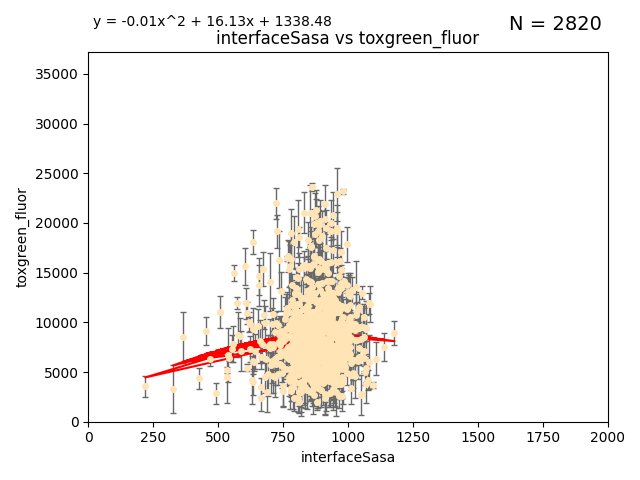 y = -0.01x^2 + 16.13x + 1338.48
N = 2820
interfaceSasa vs toxgreen_fluor
35000
30000
25000
20000
15000
10000
5000
0
toxgreen_fluor
0 250 500 750 1000 1250 1500 1750 2000
interfaceSasa